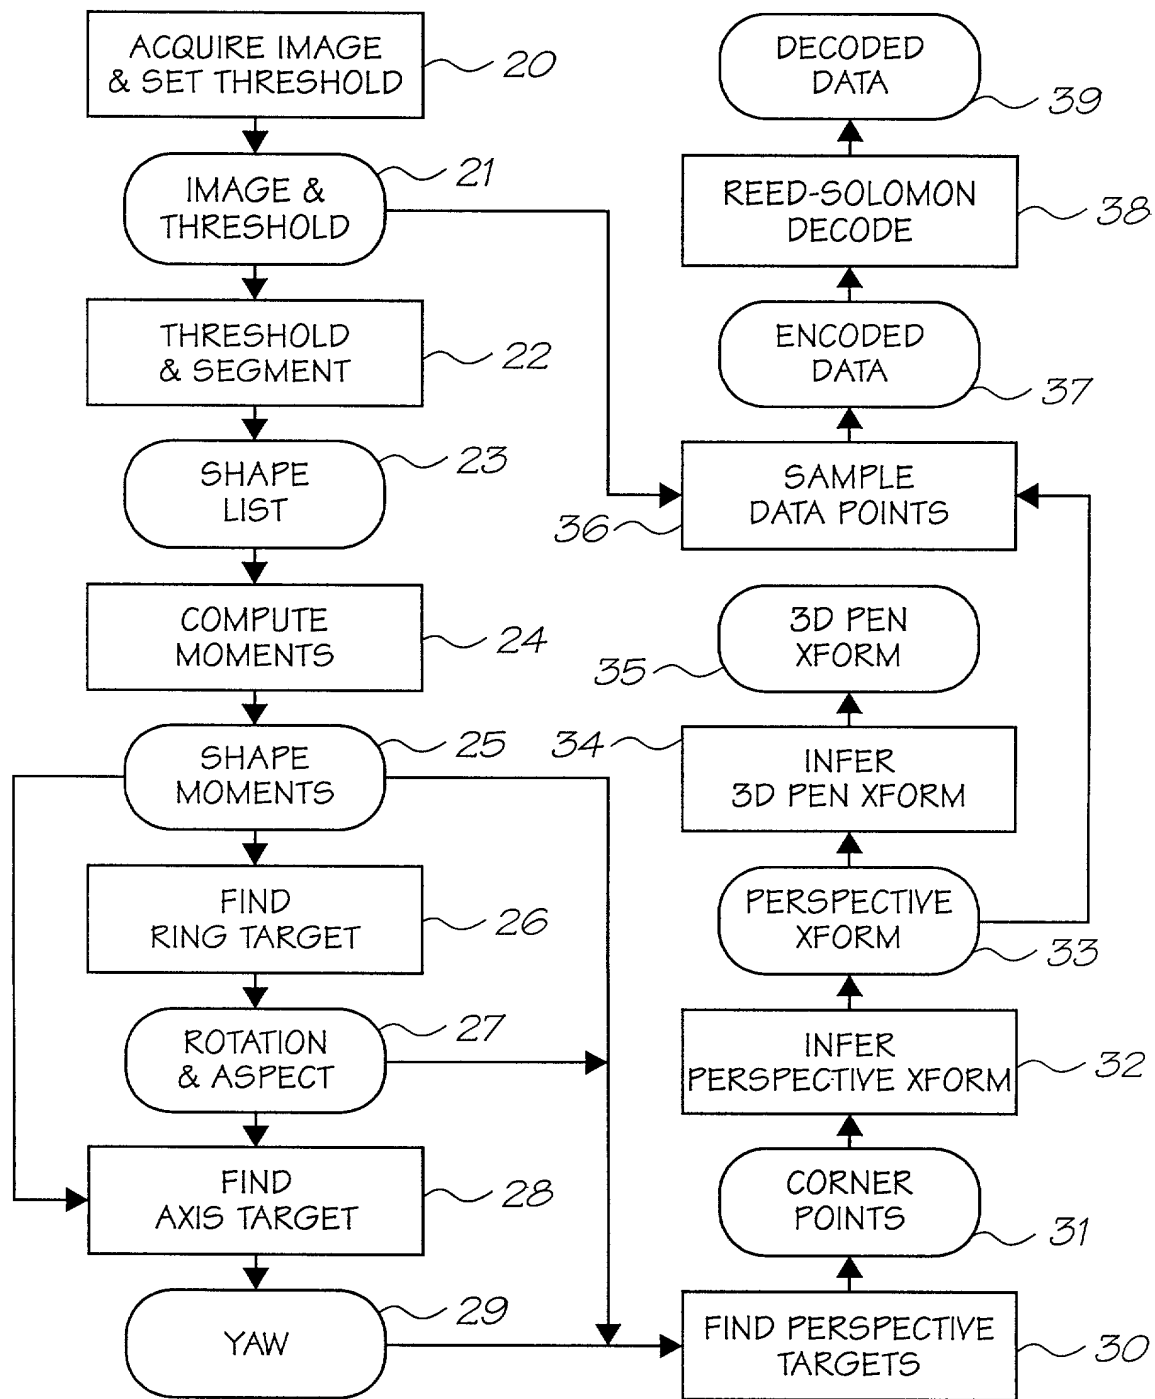 ACQUIRE IMAGE
& SET THRESHOLD
20
IMAGE &
THRESHOLD
21
THRESHOLD
& SEGMENT
22
SHAPE
LIST
23
COMPUTE
MOMENTS
24
SHAPE
MOMENTS
25
FIND
RING TARGET
26
ROTATION
& ASPECT
27
FIND
AXIS TARGET
28
YAW
29
DECODED
DATA
39
REED-SOLOMON
DECODE
38
ENCODED
DATA
37
SAMPLE
DATA POINTS
36
3D PEN
XFORM
35
INFER
3D PEN XFORM
34
PERSPECTIVE
XFORM
33
INFER
PERSPECTIVE XFORM
32
CORNER
POINTS
31
FIND PERSPECTIVE
TARGETS
30